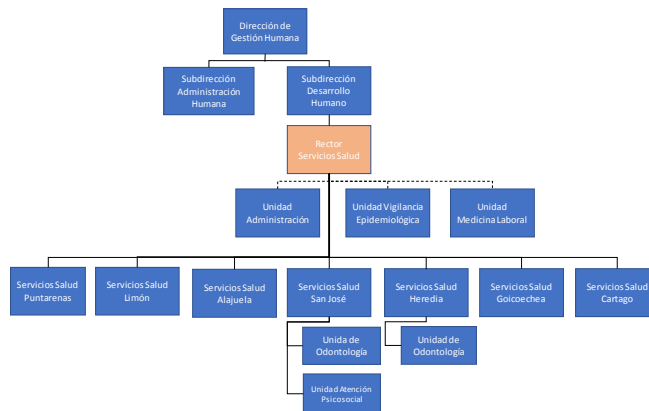 Dirección de
Gestión Humana
Subdirección
Administración
Humana
Subdirección
Desarrollo
Humano
Rector
Servicios Salud
Unidad
Administración
Unidad Vigilancia
Epidemiológica
Unidad
Medicina Laboral
Servicios Salud
Puntarenas
Servicios Salud
Limón
Servicios Salud
Alajuela
Servicios Salud
San José
Servicios Salud
Heredia
Servicios Salud
Goicoechea
Servicios Salud
Cartago
Unida de
Odontología
Unidad de
Odontología
Unidad Atención
Psicosocial